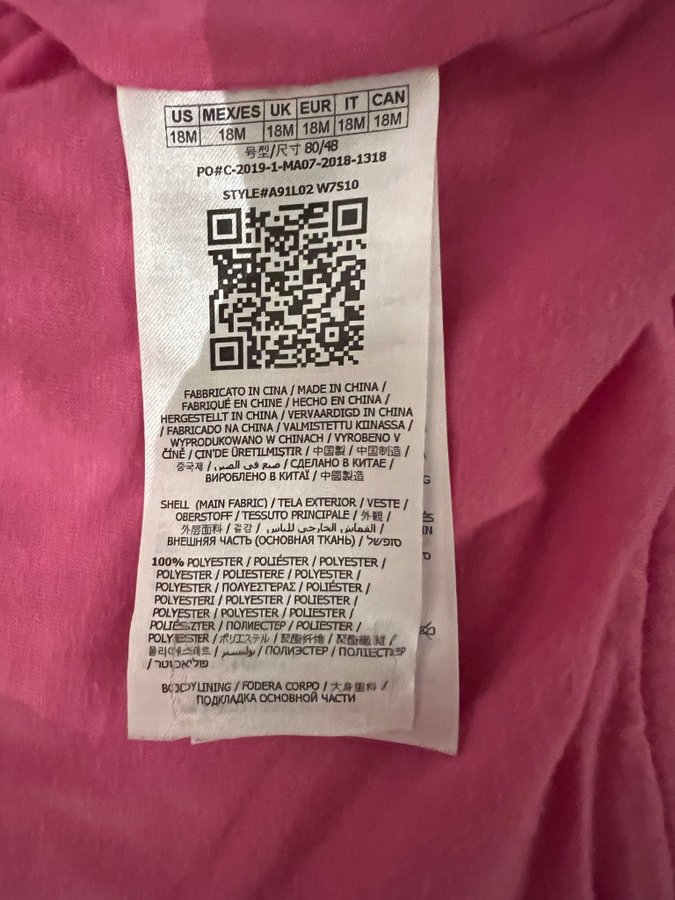 US MEX/ES UK EUR IT CAN
18M 18M 18M 18M 18M 18M
号型/尺寸 80/48
PO#C-2019-1-MA07-2018-1318
STYLE#A91L02 W7S10
FABBRICATO IN CINA / MADE IN CHINA /
FABRIQUÉ EN CHINE / HECHO EN CHINA /
HERGESTELLT IN CHINA / VERVAARDIGD IN CHINA
/ FABRICADO NA CHINA / VALMISTETTU KIINASSA /
WYPRODUKOWANO W CHINACH / VYROBENO V
ČÍNĚ / ÇIN'DE ÜRETILMIŞTIR / 中国製 / 中国制造 /
중국제 / صنع في الصين / СДЕЛАНО В КИТАЕ /
ВИРОБЛЕНО В КИТАЇ / 中國製造
SHELL (MAIN FABRIC) / TELA EXTERIOR / VESTE /
OBERSTOFF / TESSUTO PRINCIPALE / 外観 /
外层面料 / 겉감 / القماش الخارجي للباس /
ВНЕШНЯЯ ЧАСТЬ (ОСНОВНАЯ ТКАНЬ) /
100% POLYESTER / POLIÉSTER / POLYESTER /
POLYESTER / POLIESTERE / POLYESTER /
POLYESTER / ΠΟΛΥΕΣΤΕΡΑΣ / POLIÉSTER /
POLYESTERI / POLYESTER / POLIESTER /
POLYESTER / POLYESTER / POLIESTER /
POLIÉSZTER / ПОЛИЕСТЕР / POLIESTER /
POLYESTER / ポリエステル / 聚酯纤维 / 聚酯纖維 /
폴리에스테르 / بوليستر / ПОЛИЭСТЕР / ПОЛІЕСТЕР
/ פוליאסטר
BODY LINING / FODERA CORPO / 大身里料 /
ПОДКЛАДКА ОСНОВНОЙ ЧАСТИ